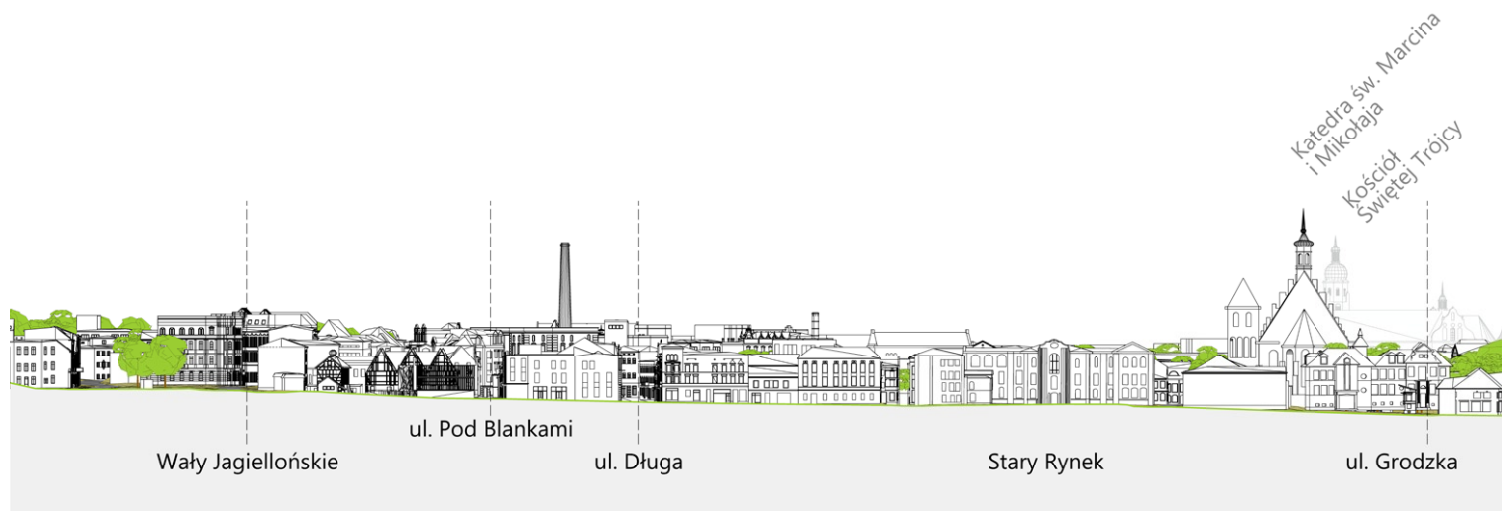 Katedra św. Marcina
i Mikołaja
Kościół
Świętej Trójcy
ul. Pod Blankami
Wały Jagiellońskie
ul. Długa
Stary Rynek
ul. Grodzka